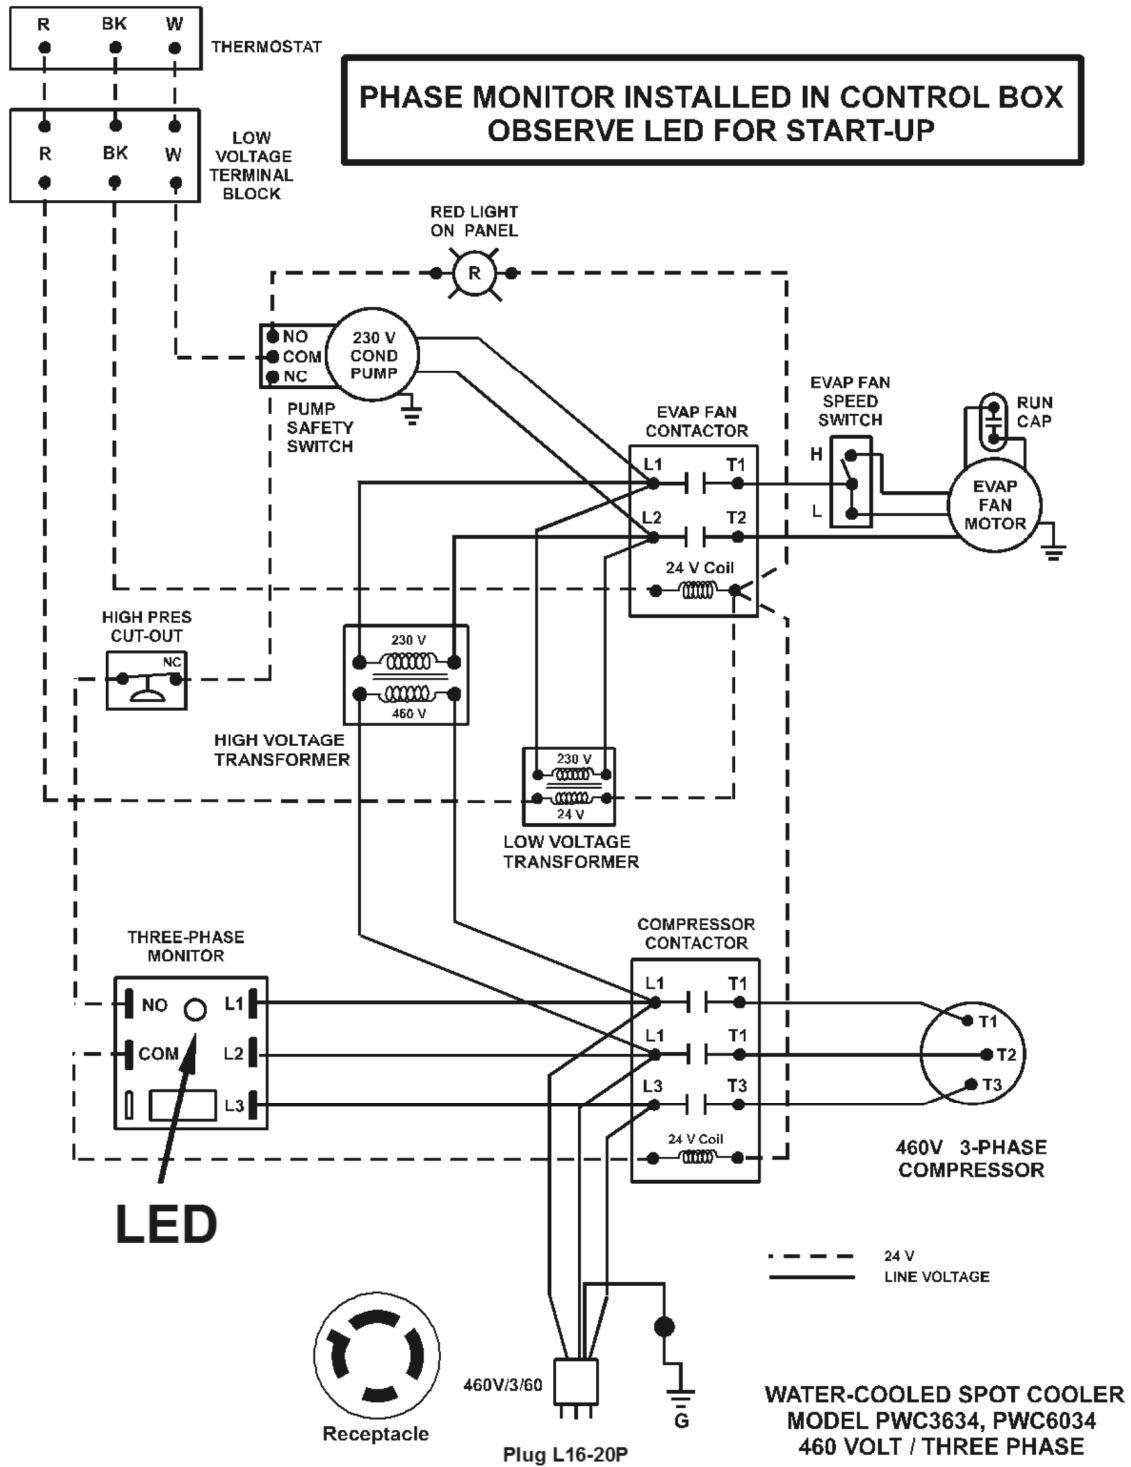 R BK W
THERMOSTAT
PHASE MONITOR INSTALLED IN CONTROL BOX
OBSERVE LED FOR START-UP
R BK W
LOW
VOLTAGE
TERMINAL
BLOCK
RED LIGHT
ON PANEL
R
NO
COM
NC
230 V
COND
PUMP
PUMP
SAFETY
SWITCH
EVAP FAN
CONTACTOR
L1 T1
L2 T2
24 V Coil
EVAP FAN
SPEED
SWITCH
H
L
RUN
CAP
EVAP
FAN
MOTOR
HIGH PRES
CUT-OUT
NC
230 V
460 V
HIGH VOLTAGE
TRANSFORMER
230 V
24 V
LOW VOLTAGE
TRANSFORMER
THREE-PHASE
MONITOR
NO L1
COM L2
L3
LED
COMPRESSOR
CONTACTOR
L1 T1
L1 T1
L3 T3
24 V Coil
T1
T2
T3
460V 3-PHASE
COMPRESSOR
24 V
LINE VOLTAGE
Receptacle
460V/3/60
Plug L16-20P
G
WATER-COOLED SPOT COOLER
MODEL PWC3634, PWC6034
460 VOLT / THREE PHASE